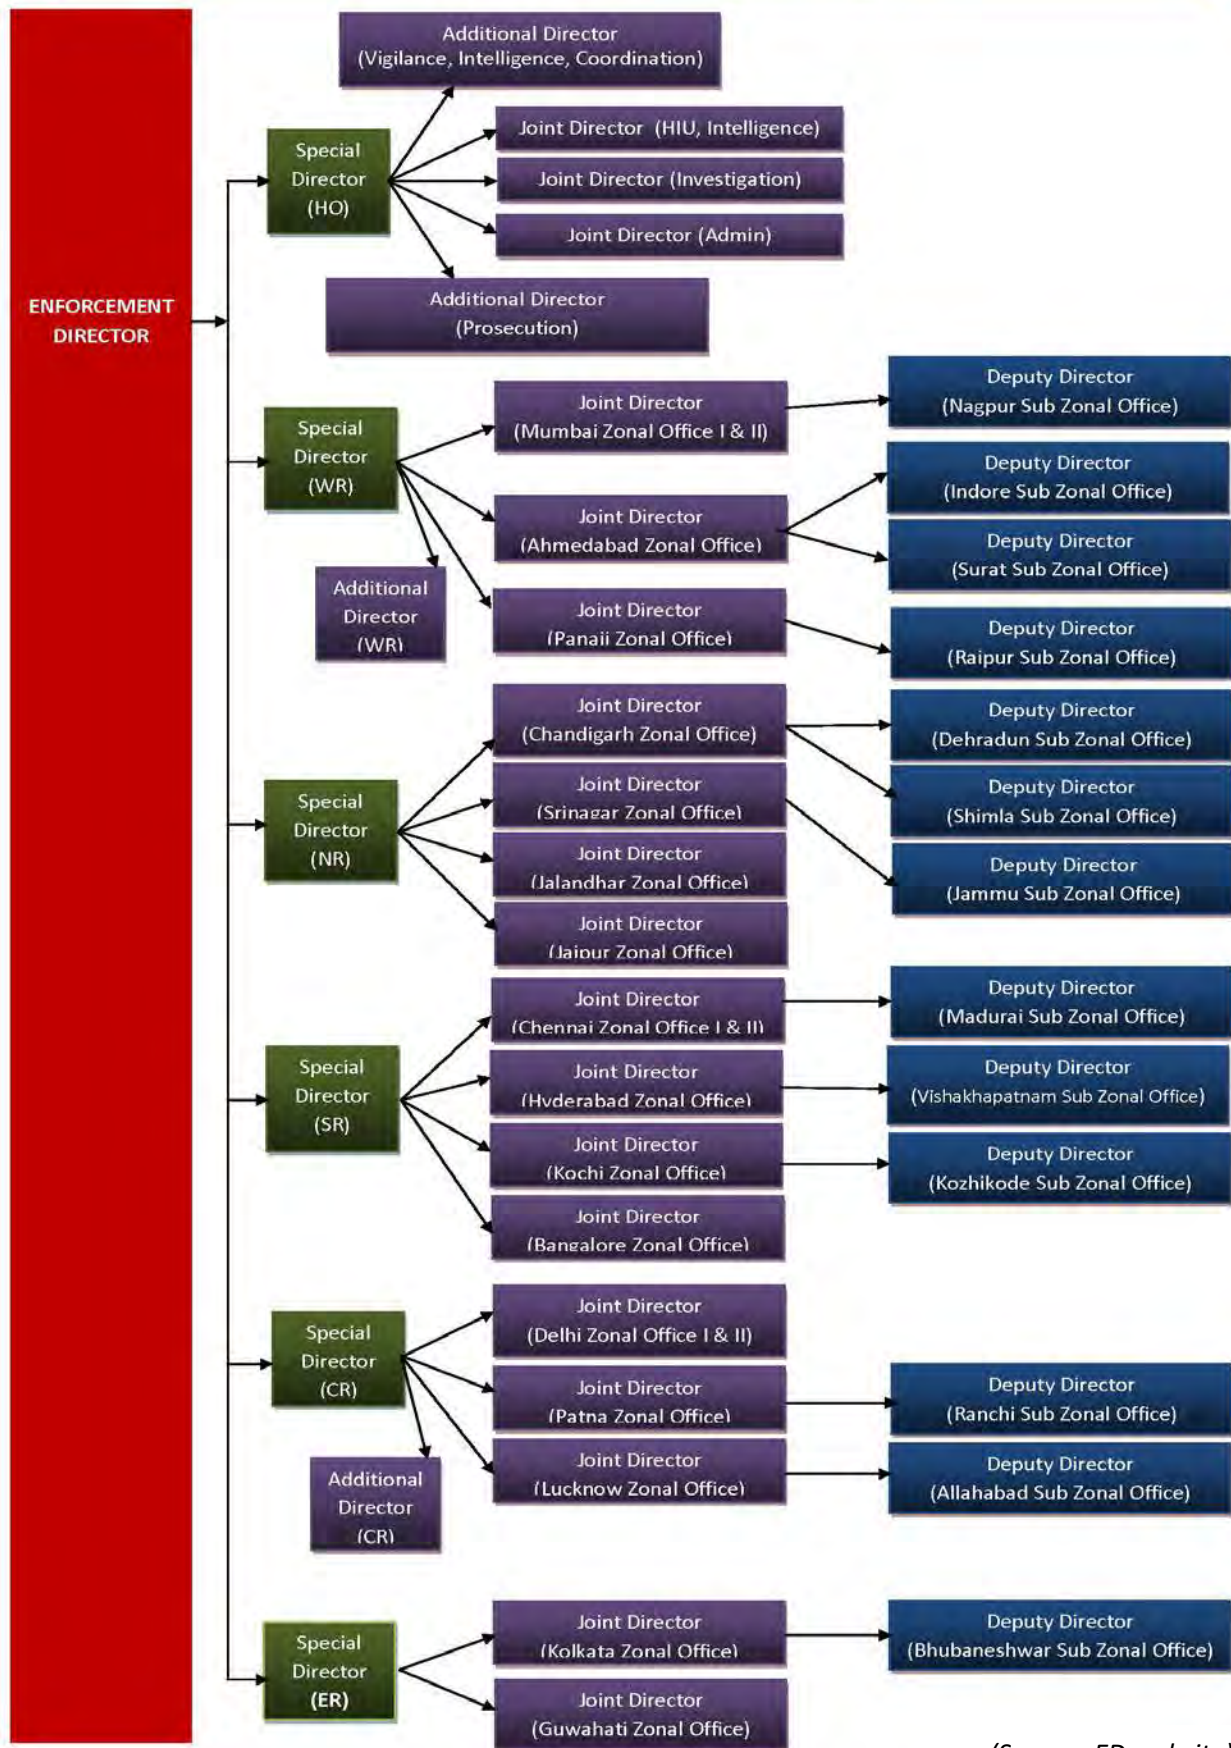 ENFORCEMENT
DIRECTOR
Special
Director
(HO)
Additional Director
(Vigilance, Intelligence, Coordination)
Joint Director (HIU, Intelligence)
Joint Director (Investigation)
Joint Director (Admin)
Additional Director
(Prosecution)
Special
Director
(WR)
Joint Director
(Mumbai Zonal Office I & II)
Deputy Director
(Nagpur Sub Zonal Office)
Joint Director
(Ahmedabad Zonal Office)
Deputy Director
(Indore Sub Zonal Office)
Deputy Director
(Surat Sub Zonal Office)
Additional
Director
(WR)
Joint Director
(Panaji Zonal Office)
Deputy Director
(Raipur Sub Zonal Office)
Special
Director
(NR)
Joint Director
(Chandigarh Zonal Office)
Deputy Director
(Dehradun Sub Zonal Office)
Deputy Director
(Shimla Sub Zonal Office)
Joint Director
(Srinagar Zonal Office)
Deputy Director
(Jammu Sub Zonal Office)
Joint Director
(Jalandhar Zonal Office)
Joint Director
(Jaipur Zonal Office)
Special
Director
(SR)
Joint Director
(Chennai Zonal Office I & II)
Deputy Director
(Madurai Sub Zonal Office)
Joint Director
(Hyderabad Zonal Office)
Deputy Director
(Vishakhapatnam Sub Zonal Office)
Joint Director
(Kochi Zonal Office)
Deputy Director
(Kozhikode Sub Zonal Office)
Joint Director
(Bangalore Zonal Office)
Special
Director
(CR)
Joint Director
(Delhi Zonal Office I & II)
Joint Director
(Patna Zonal Office)
Deputy Director
(Ranchi Sub Zonal Office)
Joint Director
(Lucknow Zonal Office)
Deputy Director
(Allahabad Sub Zonal Office)
Additional
Director
(CR)
Special
Director
(ER)
Joint Director
(Kolkata Zonal Office)
Deputy Director
(Bhubaneshwar Sub Zonal Office)
Joint Director
(Guwahati Zonal Office)